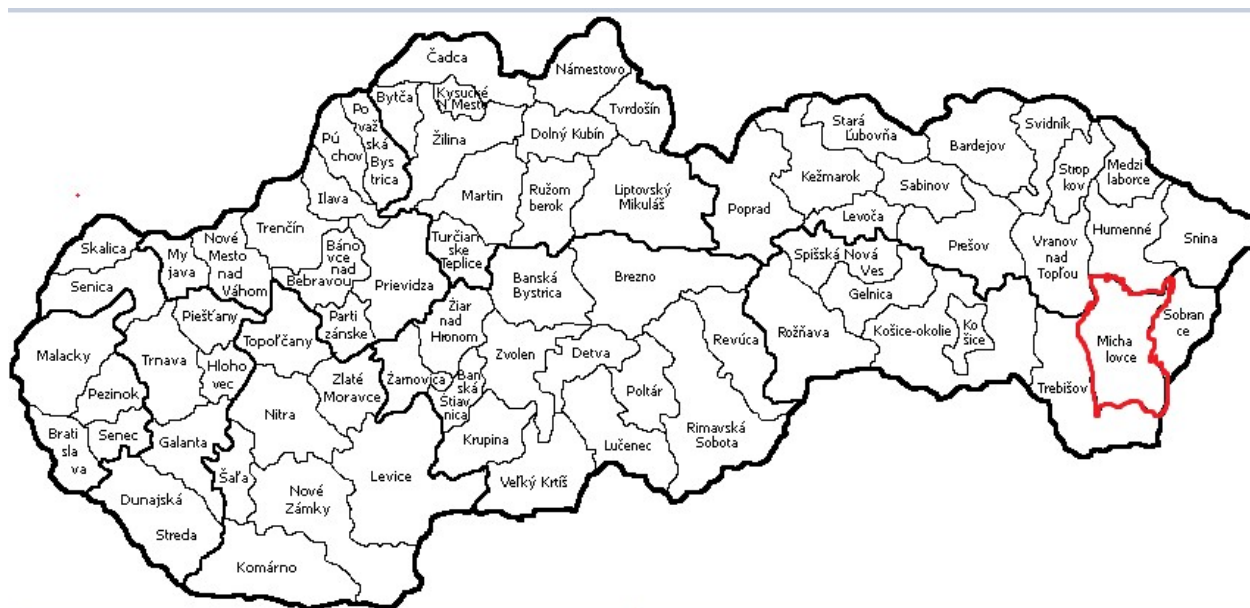 Čadca
Námestovo
Bytča
Kysucké
N Mesto
Tvrdošín
Po
važ
ská
Bys
trica
Pú
chov
Žilina
Dolný Kubín
Stará
Ľubovňa
Svidník
Bardejov
Strop
kov
Medzi
laborce
Kežmarok
Sabinov
Ilava
Martin
Ružom
berok
Liptovský
Mikuláš
Poprad
Levoča
Prešov
Vranov
nad
Topľou
Humenné
Snina
Trenčín
Skalica
My
java
Nové
Mesto
nad
Váhom
Báno
vce nad
Bebravou
Turčian
ske
Teplice
Spišská Nová
Ves
Senica
Prievidza
Banská
Bystrica
Brezno
Gelnica
Piešťany
Parti
zánske
Žiar
nad
Hronom
Topoľčany
Rožňava
Košice-okolie
Ko
šice
Sobran
ce
Micha
lovce
Revúca
Malacky
Trnava
Hloho
vec
Zvolen
Detva
Zlaté
Moravce
Žarnovica
Ban
ská
Štiav
nica
Trebišov
Pezinok
Poltár
Nitra
Rimavská
Sobota
Brati
sla
va
Senec
Galanta
Krupina
Lučenec
Šaľa
Levice
Veľký Krtíš
Nové
Zámky
Dunajská
Streda
Komárno